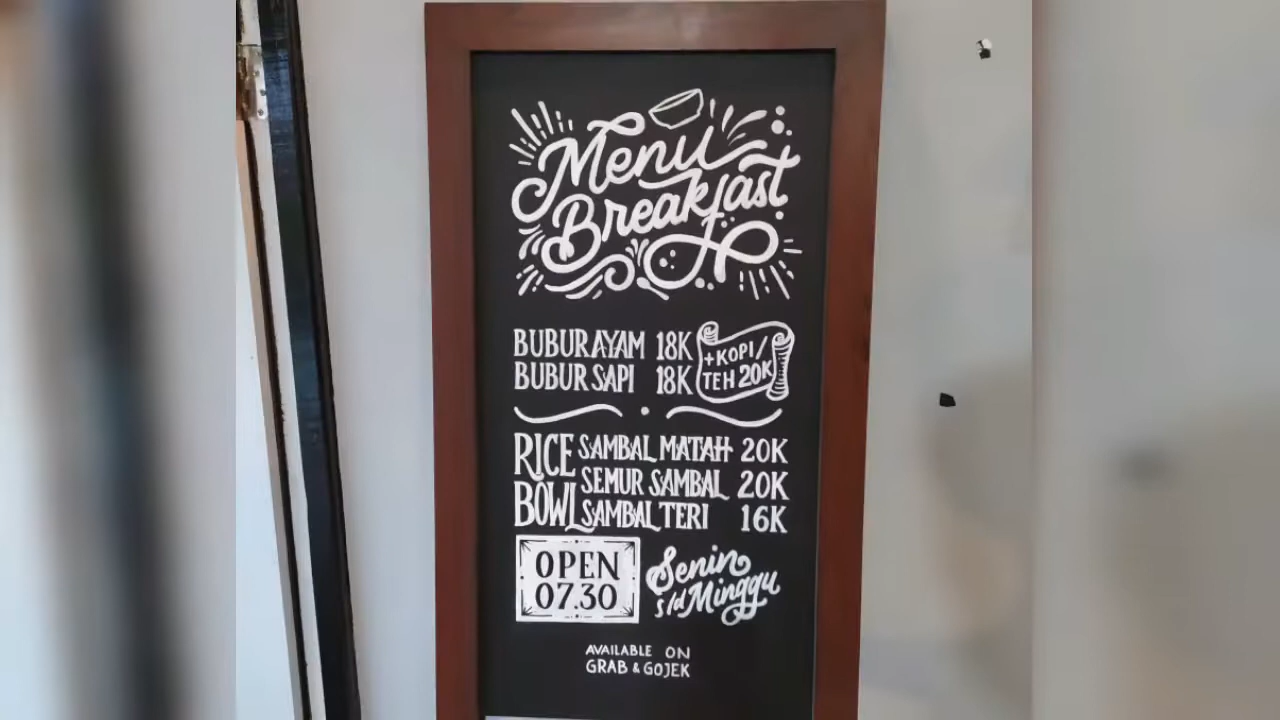 Menu
Breakfast
BUBUR AYAM 18K
BUBUR SAPI 18K
+KOPI/
TEH 20K
RICE BOWL
SAMBAL MATAH 20K
SEMUR SAMBAL 20K
SAMBAL TERI 16K
OPEN
07.30
Senin
s/d Minggu
AVAILABLE ON
GRAB & GOJEK